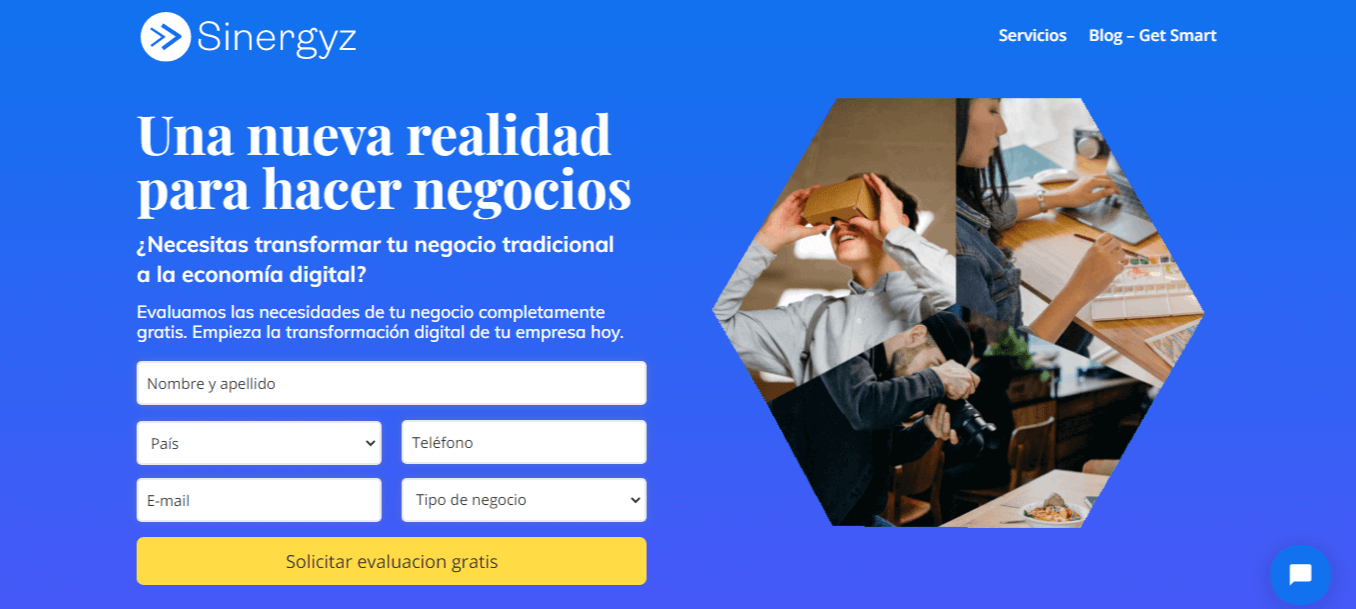 Sinergyz
Servicios
Blog – Get Smart
Una nueva realidad
para hacer negocios
¿Necesitas transformar tu negocio tradicional
a la economía digital?
Evaluamos las necesidades de tu negocio completamente
gratis. Empieza la transformación digital de tu empresa hoy.
Nombre y apellido
País
Teléfono
E-mail
Tipo de negocio
Solicitar evaluacion gratis